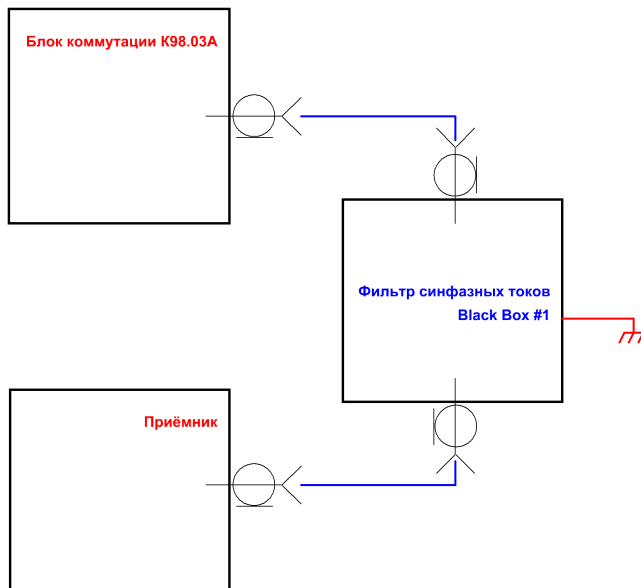 Блок коммутации К98.03А
Фильтр синфазных токов
Black Box #1
Приёмник